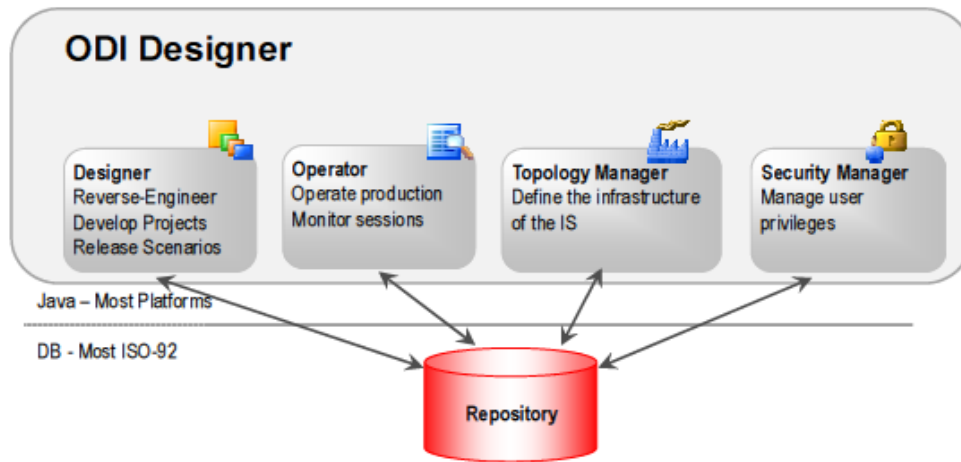 ODI Designer
Designer
Reverse-Engineer
Develop Projects
Release Scenarios
Operator
Operate production
Monitor sessions
Topology Manager
Define the infrastructure
of the IS
Security Manager
Manage user
privileges
Java – Most Platforms
DB - Most ISO-92
Repository